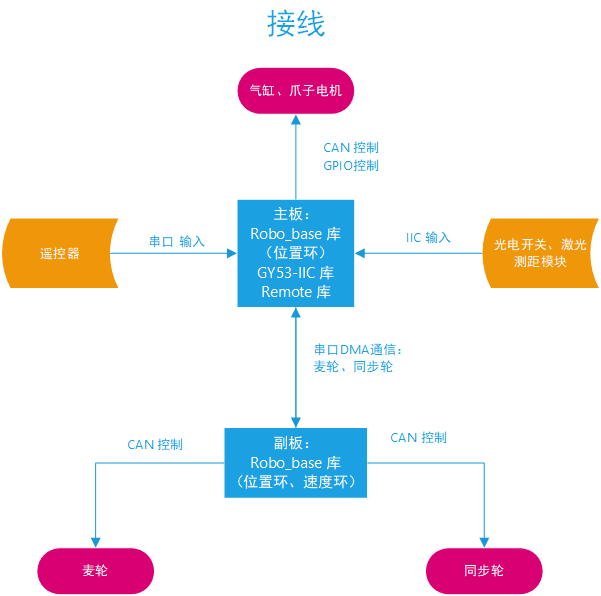 接线
气缸、爪子电机
CAN 控制
GPIO控制
主板：
Robo_base 库
（位置环）
GY53-IIC 库
Remote 库
遥控器
串口 输入
IIC 输入
光电开关、激光
测距模块
串口DMA通信：
麦轮、同步轮
副板：
Robo_base 库
（位置环、速度环）
CAN 控制
CAN 控制
麦轮
同步轮